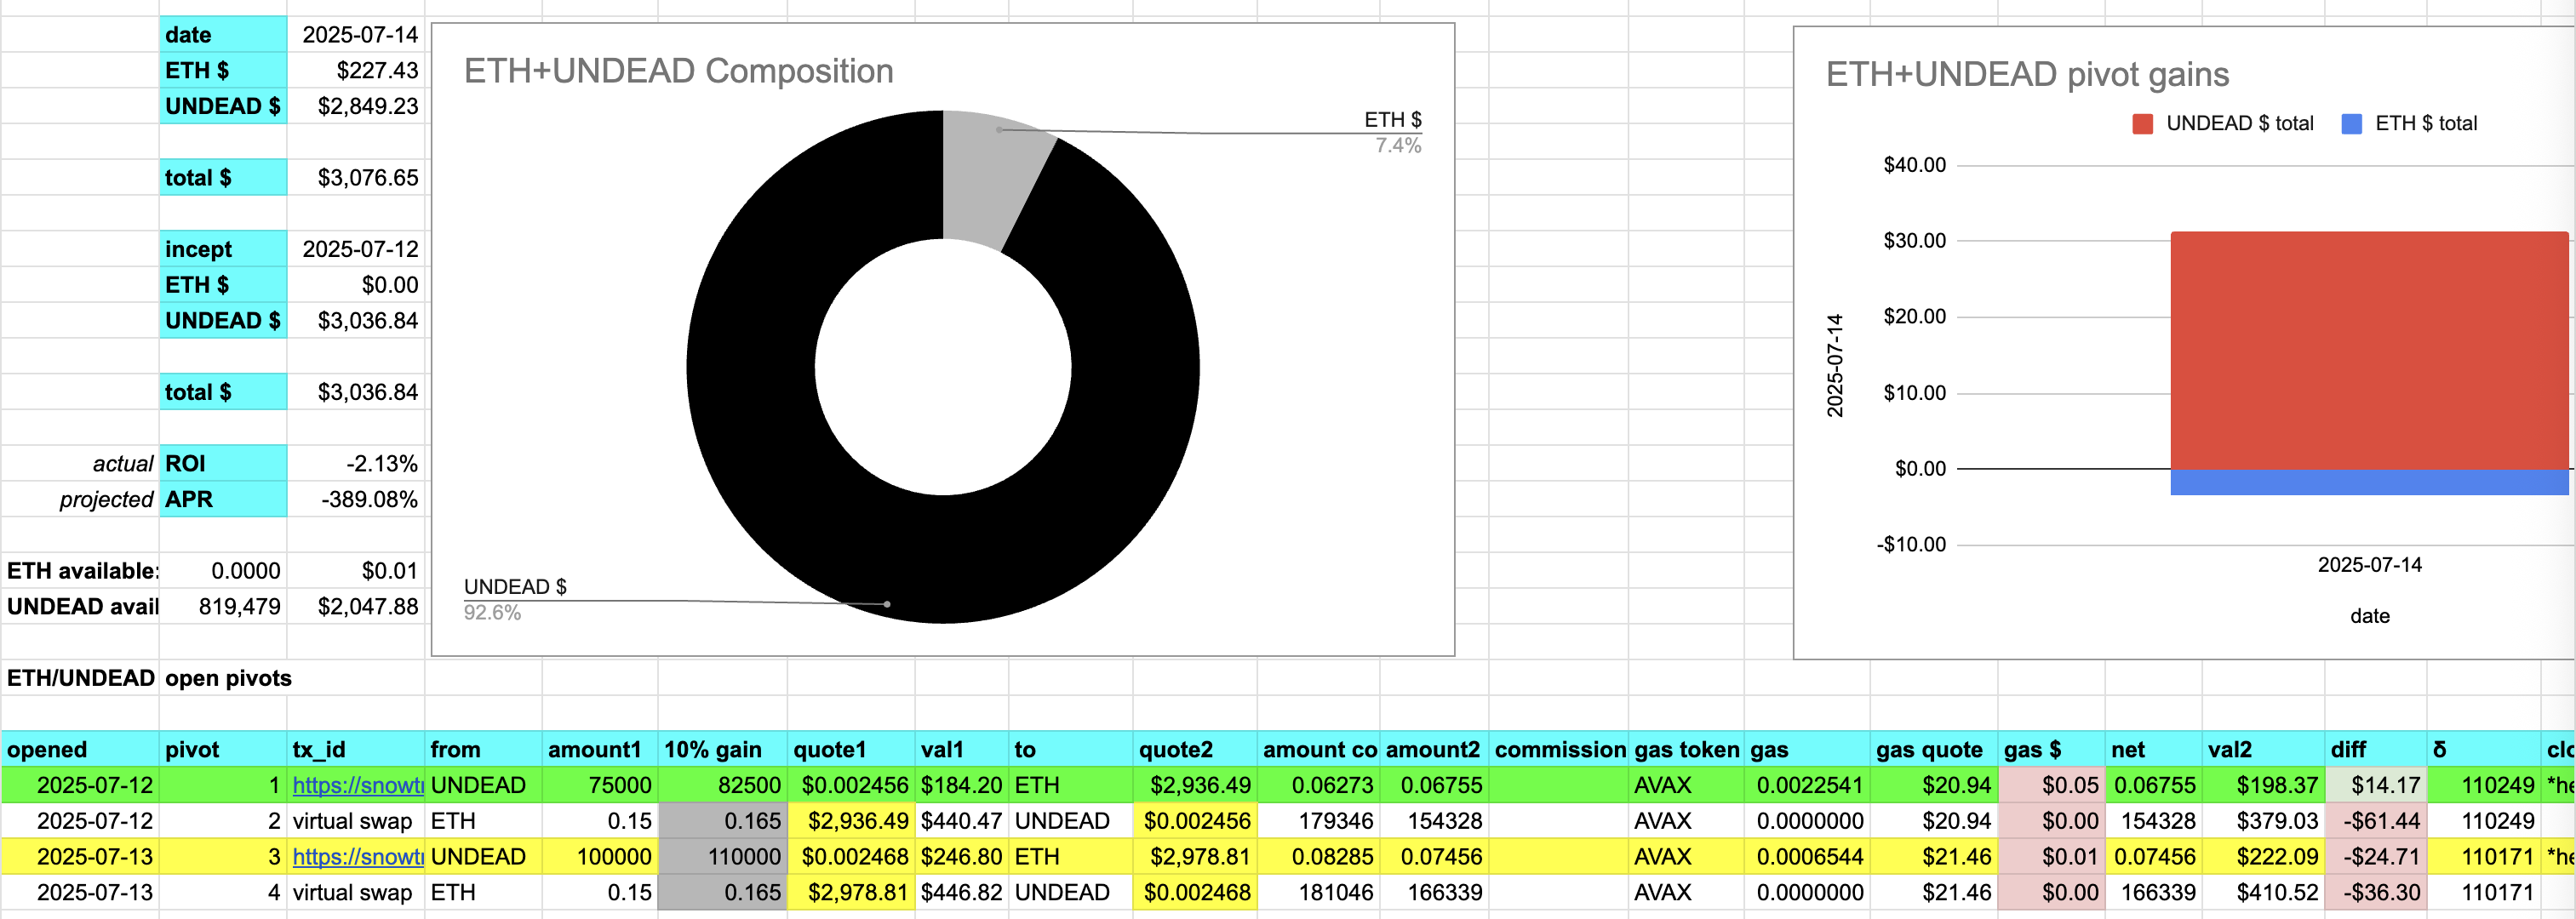 date 2025-07-14
ETH $ $227.43
UNDEAD $ $2,849.23
total $ $3,076.65
incept 2025-07-12
ETH $ $0.00
UNDEAD $ $3,036.84
total $ $3,036.84
actual ROI -2.13%
projected APR -389.08%
ETH available: 0.0000 $0.01
UNDEAD avail 819,479 $2,047.88
ETH+UNDEAD Composition
ETH $
7.4%
UNDEAD $
92.6%
ETH+UNDEAD pivot gains
UNDEAD $ total ETH $ total
$40.00
$30.00
$20.00
$10.00
$0.00
-$10.00
2025-07-14
2025-07-14
date
ETH/UNDEAD open pivots
opened pivot tx_id from amount1 10% gain quote1 val1 to quote2 amount co amount2 commission gas token gas gas quote gas $ net val2 diff δ clo
2025-07-12 1 https://snowtr UNDEAD 75000 82500 $0.002456 $184.20 ETH $2,936.49 0.06273 0.06755 AVAX 0.0022541 $20.94 $0.05 0.06755 $198.37 $14.17 110249 *he
2025-07-12 2 virtual swap ETH 0.15 0.165 $2,936.49 $440.47 UNDEAD $0.002456 179346 154328 AVAX 0.0000000 $20.94 $0.00 154328 $379.03 -$61.44 110249
2025-07-13 3 https://snowtr UNDEAD 100000 110000 $0.002468 $246.80 ETH $2,978.81 0.08285 0.07456 AVAX 0.0006544 $21.46 $0.01 0.07456 $222.09 -$24.71 110171 *he
2025-07-13 4 virtual swap ETH 0.15 0.165 $2,978.81 $446.82 UNDEAD $0.002468 181046 166339 AVAX 0.0000000 $21.46 $0.00 166339 $410.52 -$36.30 110171